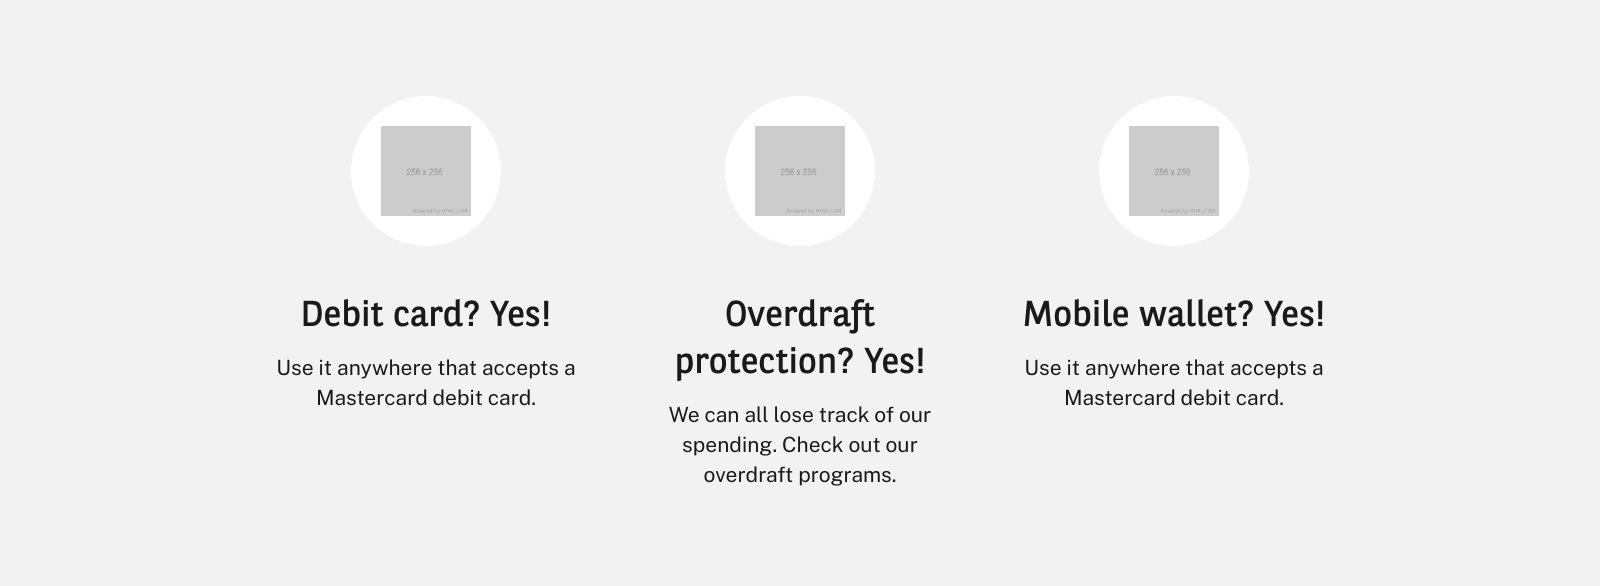 256 x 256
Powered by HTML.COM
256 x 256
Powered by HTML.COM
256 x 256
Powered by HTML.COM
Debit card? Yes!
Use it anywhere that accepts a
Mastercard debit card.
Overdraft
protection? Yes!
We can all lose track of our
spending. Check out our
overdraft programs.
Mobile wallet? Yes!
Use it anywhere that accepts a
Mastercard debit card.